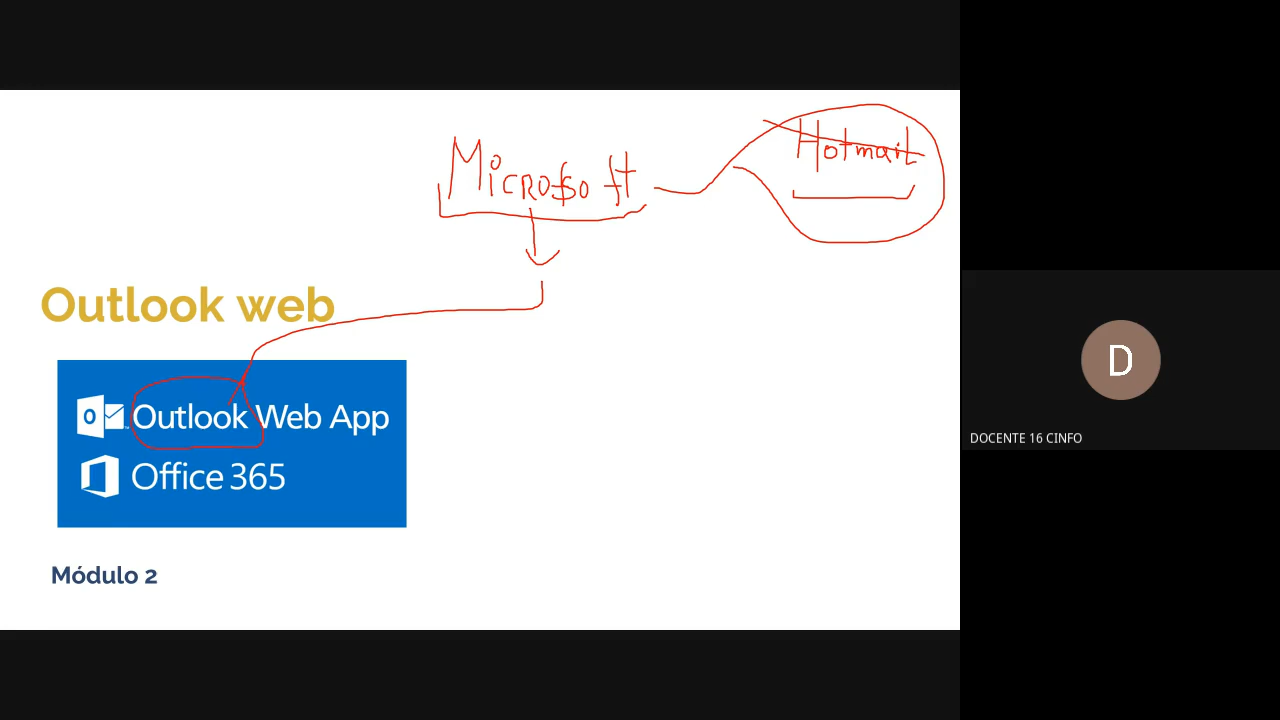 Microsoft
Hotmail
Outlook web
Outlook Web App
Office 365
Módulo 2
D
DOCENTE 16 CINFO